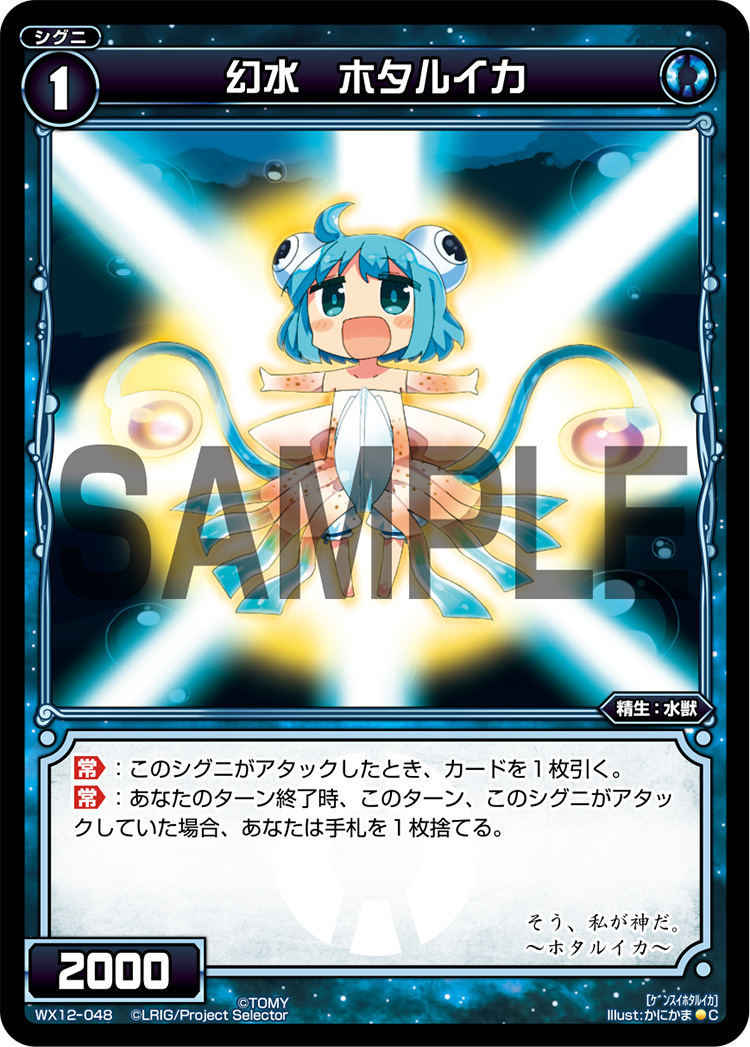 シグニ
1
幻水　ホタルイカ
SAMPLE
精生：水獣
常：このシグニがアタックしたとき、カードを１枚引く。
常：あなたのターン終了時、このターン、このシグニがアタッ
クしていた場合、あなたは手札を１枚捨てる。
そう、私が神だ。
～ホタルイカ～
2000
©TOMY
WX12-048 ©LRIG/Project Selector
[ｹﾞﾝｽｲﾎﾀﾙｲｶ]
Illust:かにかま C